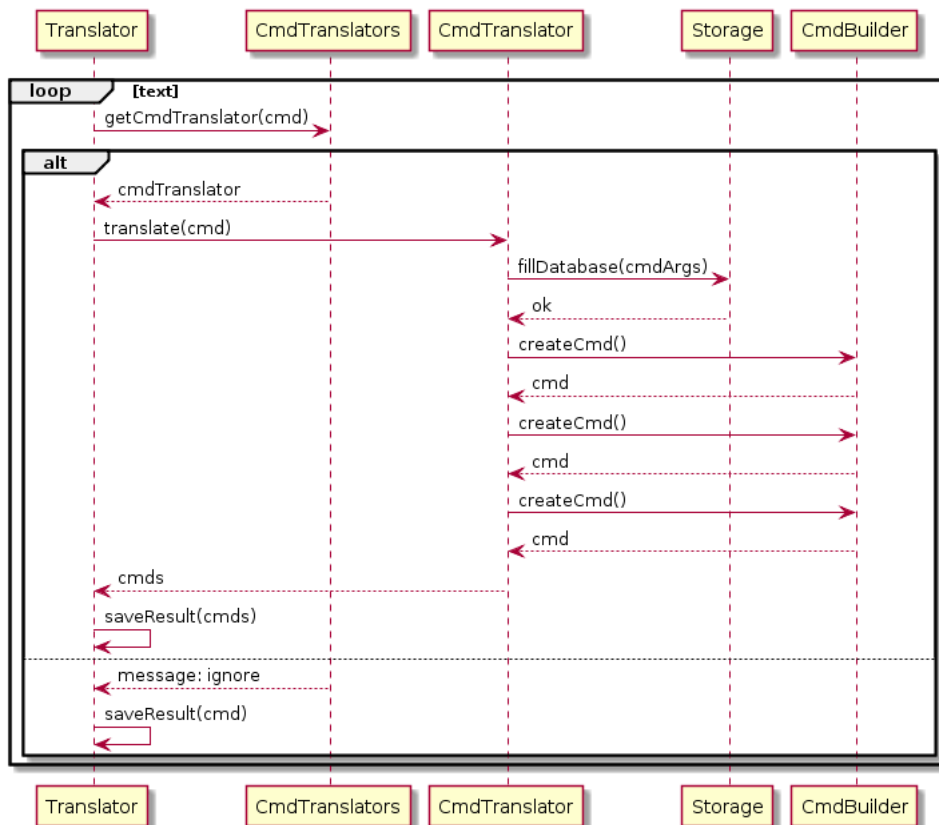 Translator CmdTranslators CmdTranslator Storage CmdBuilder
loop [text]
getCmdTranslator(cmd)
alt
cmdTranslator
translate(cmd)
fillDatabase(cmdArgs)
ok
createCmd()
cmd
createCmd()
cmd
createCmd()
cmd
cmds
saveResult(cmds)
message: ignore
saveResult(cmd)
Translator CmdTranslators CmdTranslator Storage CmdBuilder